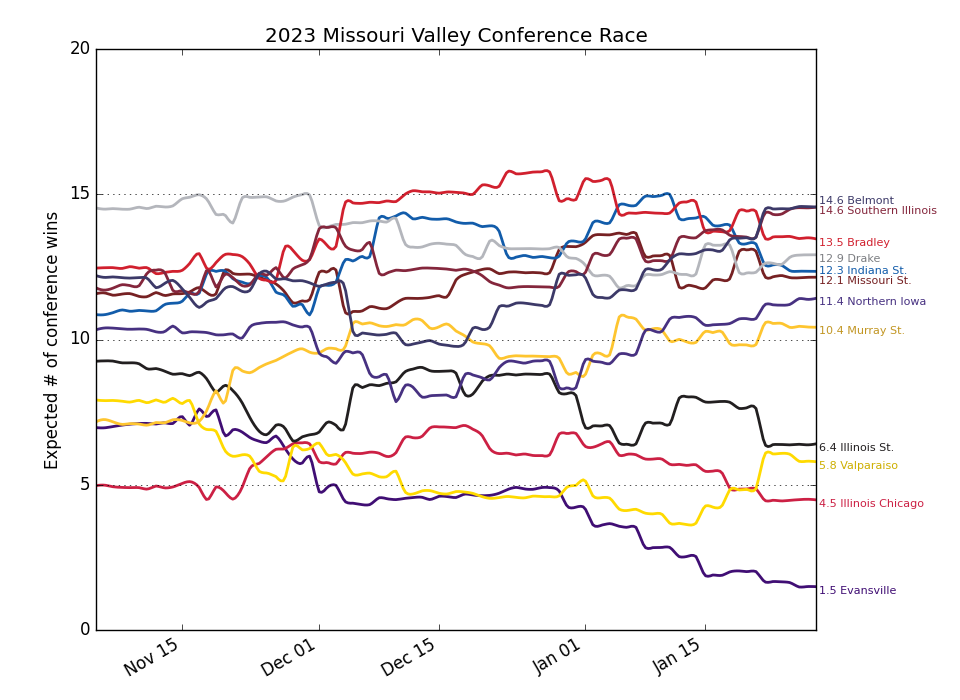 2023 Missouri Valley Conference Race
Expected # of conference wins
20
15
10
5
0
Nov 15
Dec 01
Dec 15
Jan 01
Jan 15
14.6 Belmont
14.6 Southern Illinois
13.5 Bradley
12.9 Drake
12.3 Indiana St.
12.1 Missouri St.
11.4 Northern Iowa
10.4 Murray St.
6.4 Illinois St.
5.8 Valparaiso
4.5 Illinois Chicago
1.5 Evansville